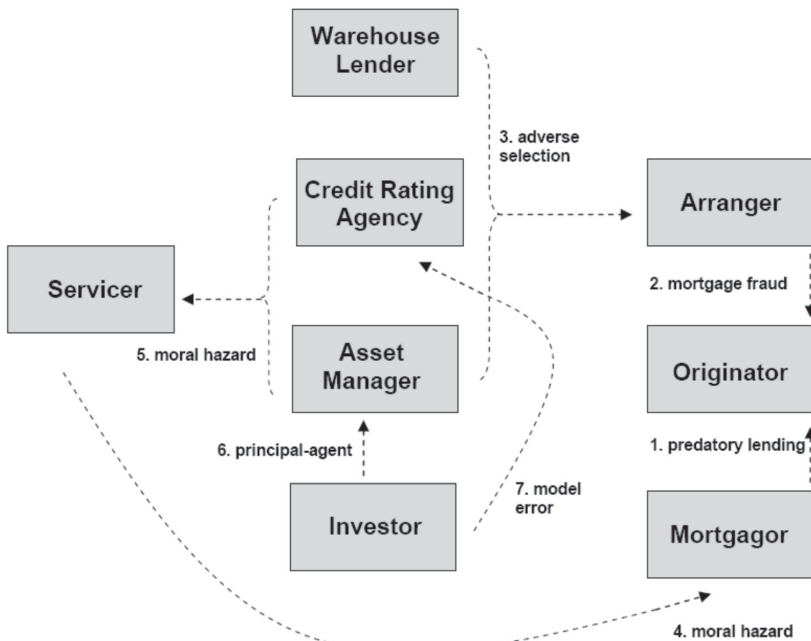 Warehouse
Lender
3. adverse
selection
Credit Rating
Agency
Arranger
Servicer
2. mortgage fraud
5. moral hazard
Asset
Manager
Originator
6. principal-agent
1. predatory lending
7. model
error
Investor
Mortgagor
4. moral hazard